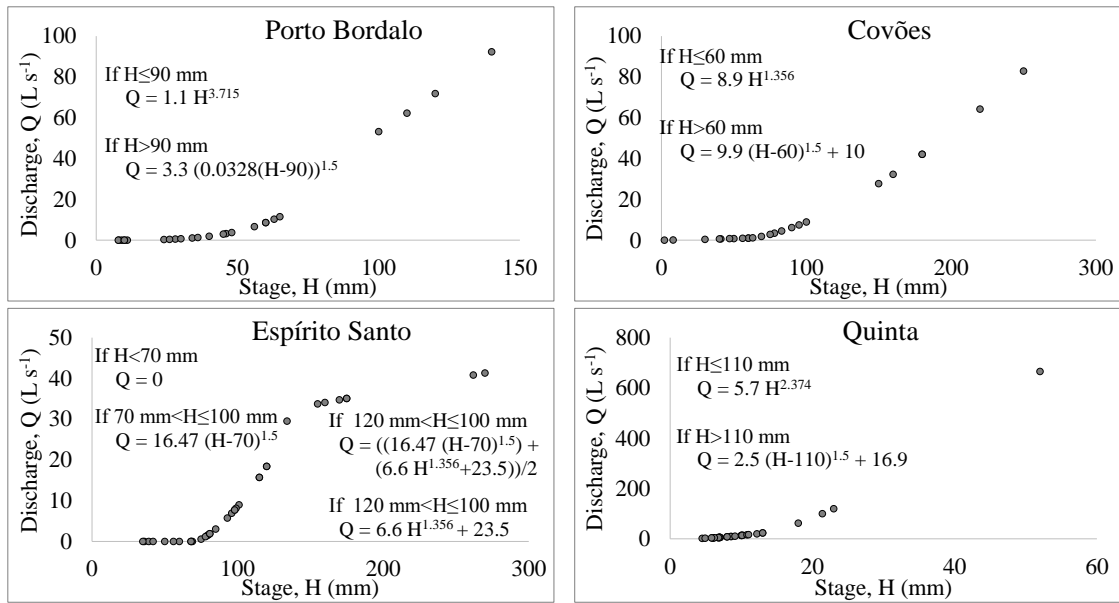 Porto Bordalo
Discharge, Q (L s⁻¹)
100
80
60
40
20
0
If H≤90 mm
Q = 1.1 H^3.715
If H>90 mm
Q = 3.3 (0.0328(H-90))^1.5
0 50 100 150
Stage, H (mm)
Covões
Discharge, Q (L s⁻¹)
100
80
60
40
20
0
If H≤60 mm
Q = 8.9 H^1.356
If H>60 mm
Q = 9.9 (H-60)^1.5 + 10
0 100 200 300
Stage, H (mm)
Espírito Santo
Discharge, Q (L s⁻¹)
50
40
30
20
10
0
If H<70 mm
Q = 0
If 70 mm<H≤100 mm
Q = 16.47 (H-70)^1.5
If 120 mm<H≤100 mm
Q = ((16.47 (H-70)^1.5) +
(6.6 H^1.356+23.5))/2
If 120 mm<H≤100 mm
Q = 6.6 H^1.356 + 23.5
0 100 200 300
Stage, H (mm)
Quinta
Discharge, Q (L s⁻¹)
800
600
400
200
0
If H≤110 mm
Q = 5.7 H^2.374
If H>110 mm
Q = 2.5 (H-110)^1.5 + 16.9
0 20 40 60
Stage, H (mm)